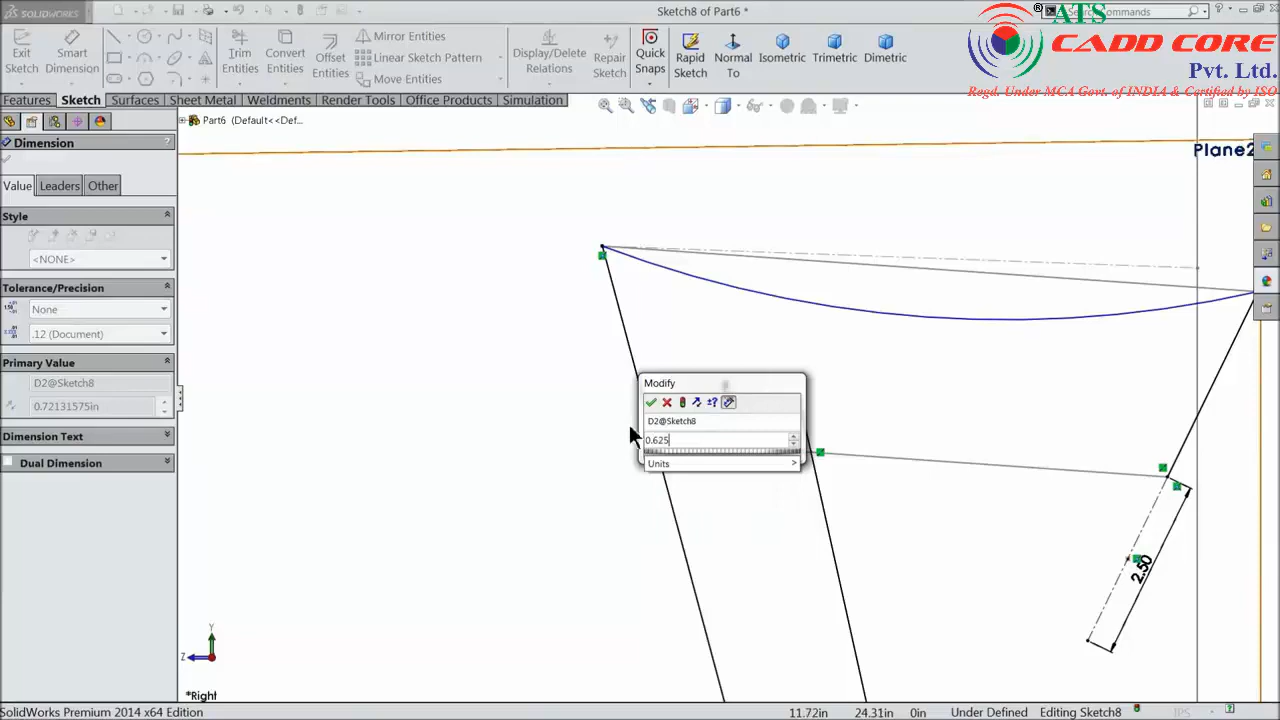 SOLIDWORKS
Sketch8 of Part6 *
Commands
®
ATS
CADD CORE
Pvt. Ltd.
Regd. Under MCA Govt. of INDIA & Certified by ISO
Exit Sketch
Smart Dimension
Trim Entities
Convert Entities
Offset Entities
Mirror Entities
Linear Sketch Pattern
Move Entities
Display/Delete Relations
Repair Sketch
Quick Snaps
Rapid Sketch
Normal To
Isometric
Trimetric
Dimetric
Features
Sketch
Surfaces
Sheet Metal
Weldments
Render Tools
Office Products
Simulation
Part6 (Default<<Def...
Dimension
?
Value
Leaders
Other
Style
<NONE>
Tolerance/Precision
None
.12 (Document)
Primary Value
D2@Sketch8
0.72131575in
Dimension Text
Dual Dimension
Plane2
Modify
D2@Sketch8
0.625
Units >
2.50
Y
Z
*Right
SolidWorks Premium 2014 x64 Edition
11.72in
24.31in
0in
Under Defined
Editing Sketch8
IPS